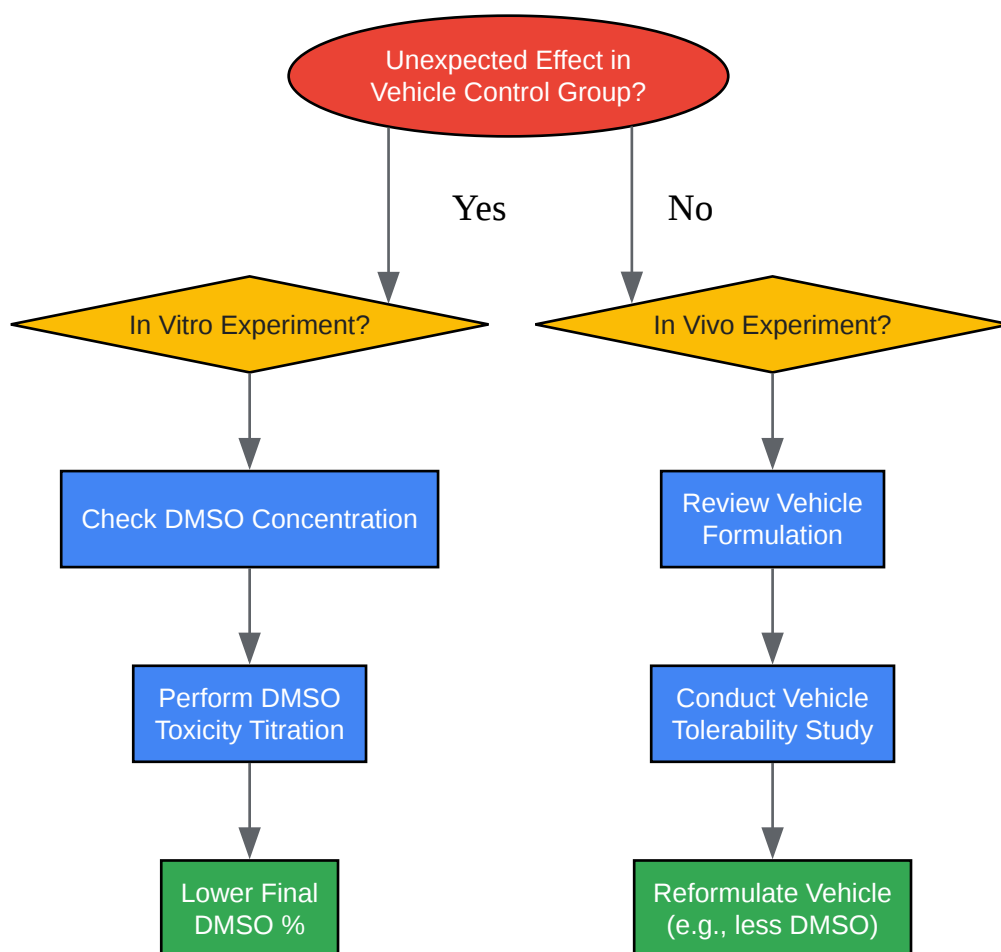 Unexpected Effect in
Vehicle Control Group?
Yes
No
In Vitro Experiment?
In Vivo Experiment?
Check DMSO Concentration
Review Vehicle
Formulation
Perform DMSO
Toxicity Titration
Conduct Vehicle
Tolerability Study
Lower Final
DMSO %
Reformulate Vehicle
(e.g., less DMSO)